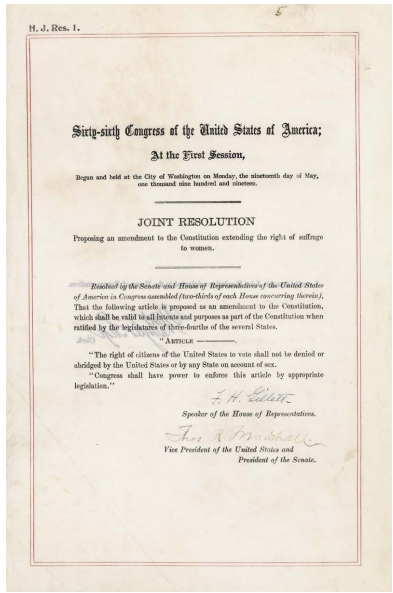 5
H. J. Res. 1.
Sixty-sixth Congress of the United States of America;
At the First Session,
Begun and held at the City of Washington on Monday, the nineteenth day of May,
one thousand nine hundred and nineteen.
JOINT RESOLUTION
Proposing an amendment to the Constitution extending the right of suffrage
to women.
Resolved by the Senate and House of Representatives of the United States
of America in Congress assembled (two-thirds of each House concurring therein),
That the following article is proposed as an amendment to the Constitution,
which shall be valid to all intents and purposes as part of the Constitution when
ratified by the legislatures of three-fourths of the several States.
"ARTICLE ————.
"The right of citizens of the United States to vote shall not be denied or
abridged by the United States or by any State on account of sex.
"Congress shall have power to enforce this article by appropriate
legislation."
F. H. Gillett
Speaker of the House of Representatives.
Thos. R. Marshall
Vice President of the United States and
President of the Senate.